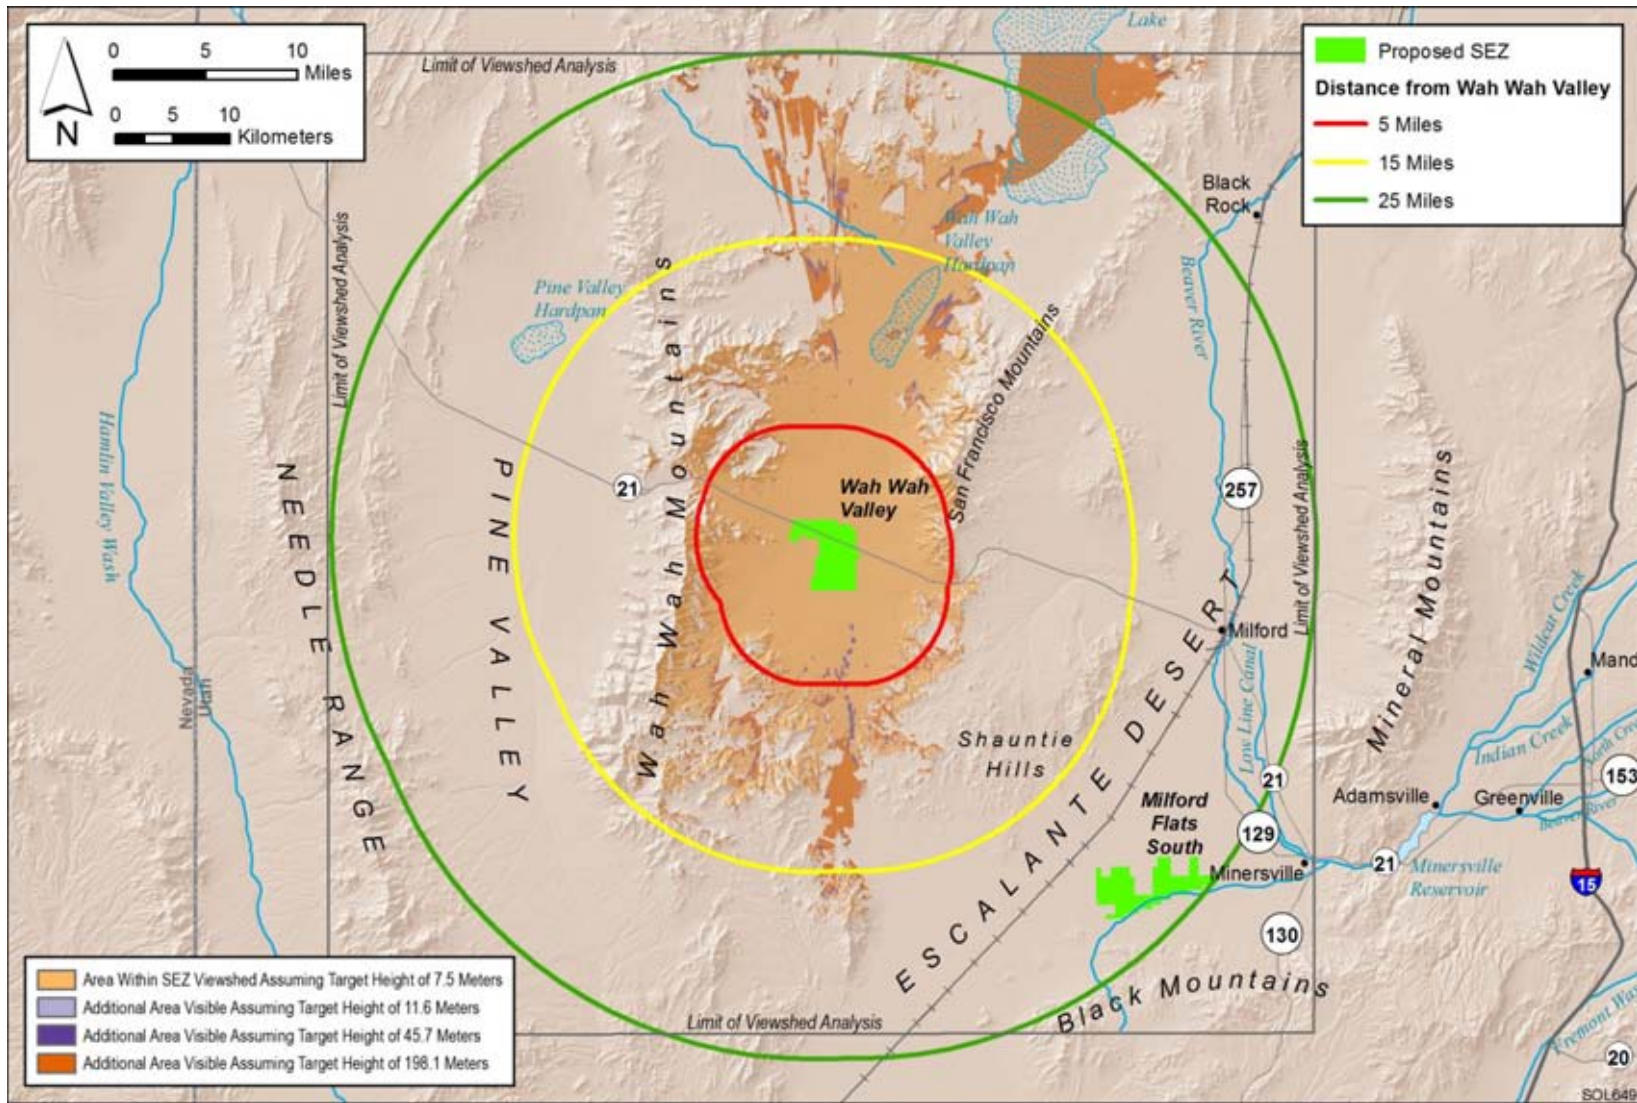 0 5 10
Miles
0 5 10
Kilometers
N
Limit of Viewshed Analysis
Lake
Proposed SEZ
Distance from Wah Wah Valley
5 Miles
15 Miles
25 Miles
Black
Rock
Limit of Viewshed Analysis
Wah Wah
Valley
Hardpan
Pine Valley
Hardpan
Beaver River
Wah Wah Mountains
San Francisco Mountains
Hamlin Valley Wash
NEEDLE RANGE
PINE VALLEY
21
Wah Wah
Valley
257
Limit of Viewshed Analysis
Mineral Mountains
Milford
Wildcat Creek
Mand
Nevada
Utah
Low Line Canal
Indian Creek
North Cre
Shauntie
Hills
ESCALANTE DESERT
21
153
Milford
Flats
South
Adamsville
Greenville
Beaver River
129
Minersville
21
Minersville
Reservoir
15
130
Black Mountains
Limit of Viewshed Analysis
Fremont Was
20
Area Within SEZ Viewshed Assuming Target Height of 7.5 Meters
Additional Area Visible Assuming Target Height of 11.6 Meters
Additional Area Visible Assuming Target Height of 45.7 Meters
Additional Area Visible Assuming Target Height of 198.1 Meters
SOL649